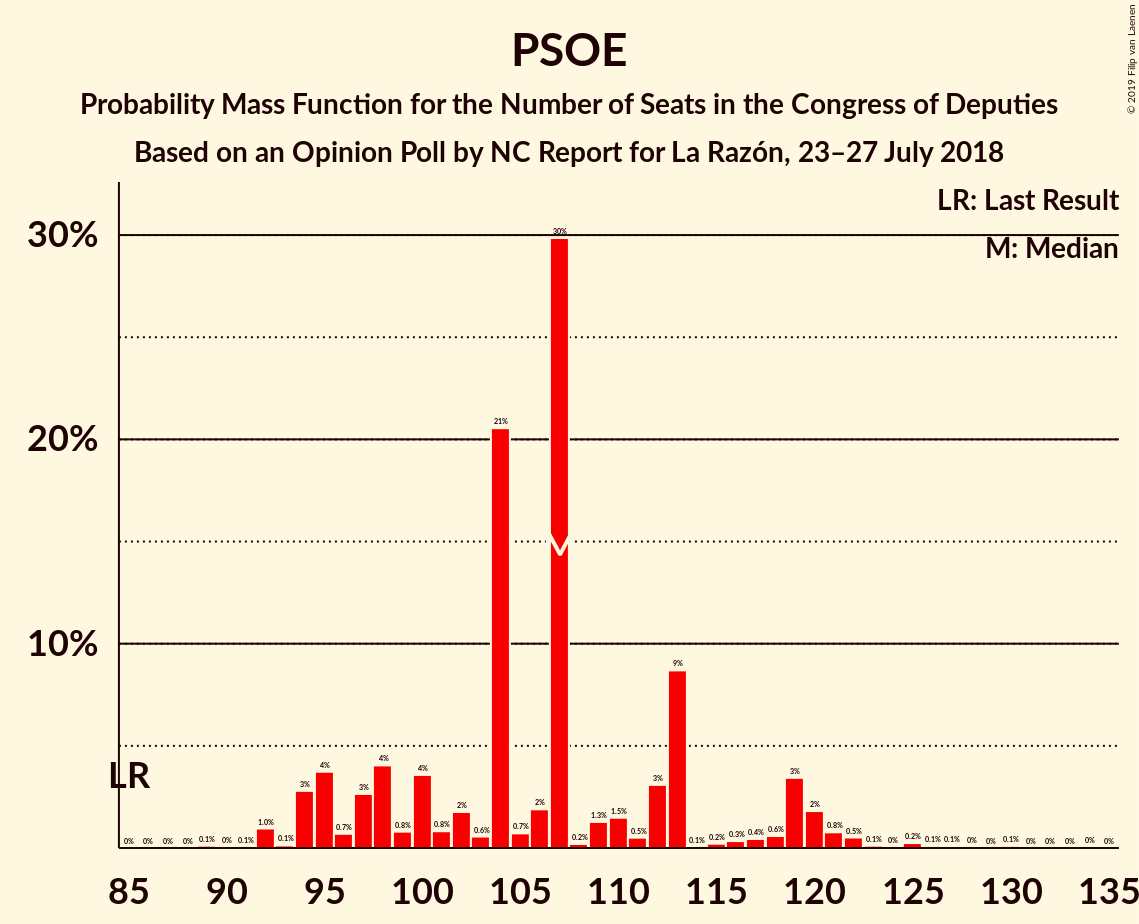 PSOE
Probability Mass Function for the Number of Seats in the Congress of Deputies
Based on an Opinion Poll by NC Report for La Razón, 23–27 July 2018
© 2019 Filip van Laenen
LR: Last Result
M: Median
30%
20%
10%
LR
M
0% 0% 0% 0% 0.1% 0% 0.1% 1.0% 0.1% 3% 4% 0.7% 3% 4% 0.8% 4% 0.8% 2% 0.6% 21% 0.7% 2% 30% 0.2% 1.3% 1.5% 0.5% 3% 9% 0.1% 0.2% 0.3% 0.4% 0.6% 3% 2% 0.8% 0.5% 0.1% 0% 0.2% 0.1% 0.1% 0% 0% 0.1% 0% 0% 0% 0% 0%
85 90 95 100 105 110 115 120 125 130 135